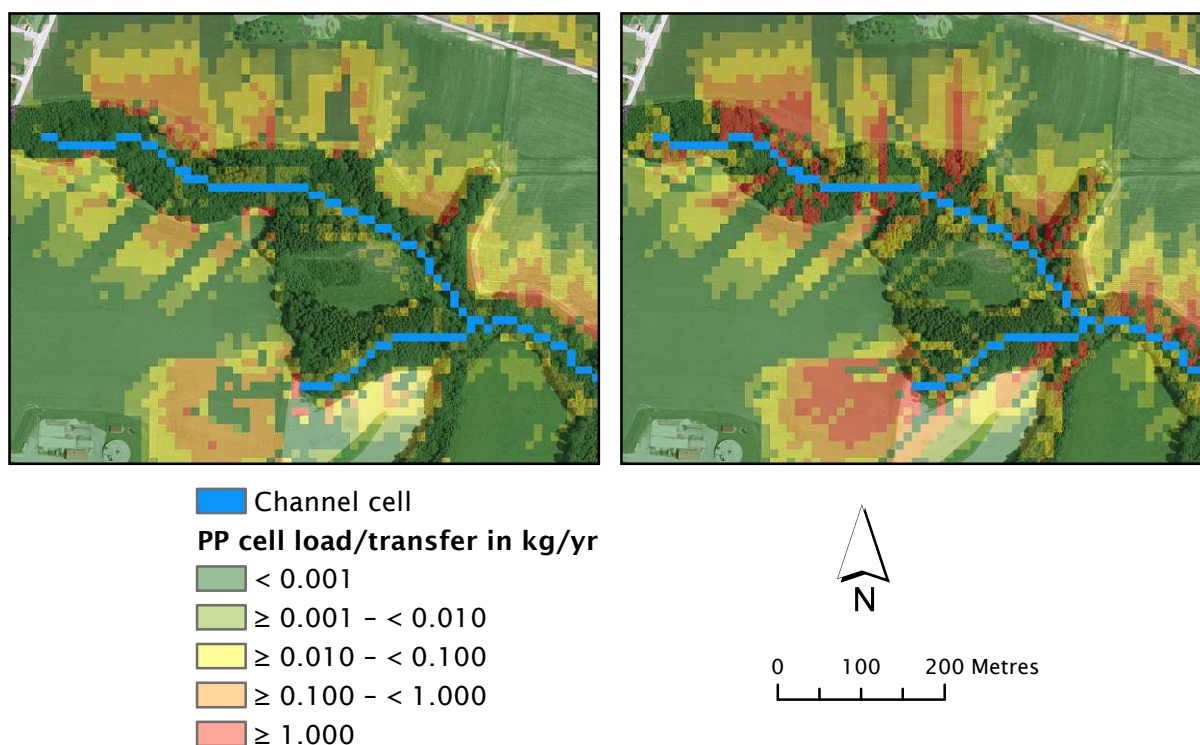 Channel cell
PP cell load/transfer in kg/yr
< 0.001
≥ 0.001 – < 0.010
≥ 0.010 – < 0.100
≥ 0.100 – < 1.000
≥ 1.000
N
0 100 200 Metres